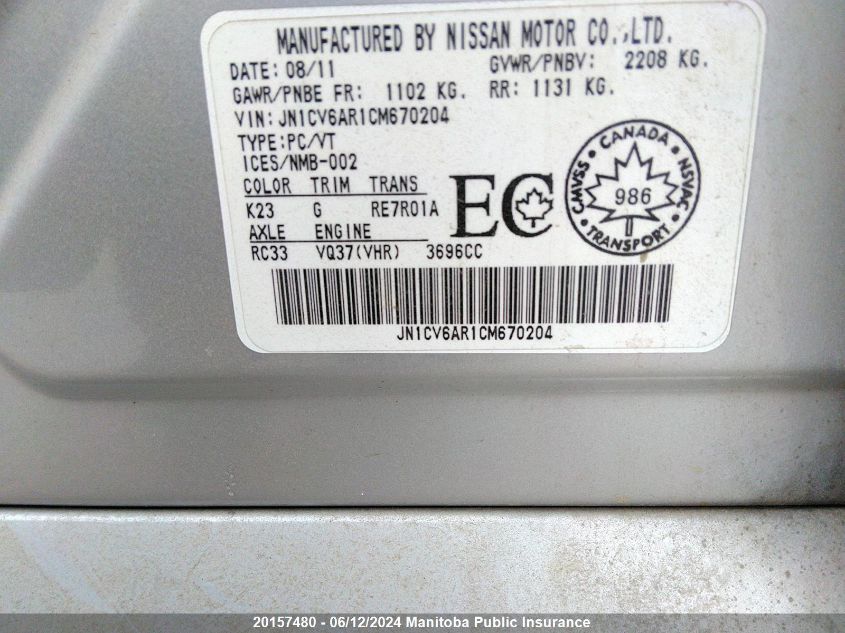 MANUFACTURED BY NISSAN MOTOR CO.,LTD.
DATE: 08/11 GVWR/PNBV: 2208 KG.
GAWR/PNBE FR: 1102 KG. RR: 1131 KG.
VIN: JN1CV6AR1CM670204
TYPE:PC/VT
ICES/NMB-002
COLOR TRIM TRANS
K23 G RE7R01A
AXLE ENGINE
RC33 VQ37(VHR) 3696CC
EC
CMVSS • CANADA • NSVAC • TRANSPORT •
986
JN1CV6AR1CM670204
20157480 - 06/12/2024 Manitoba Public Insurance